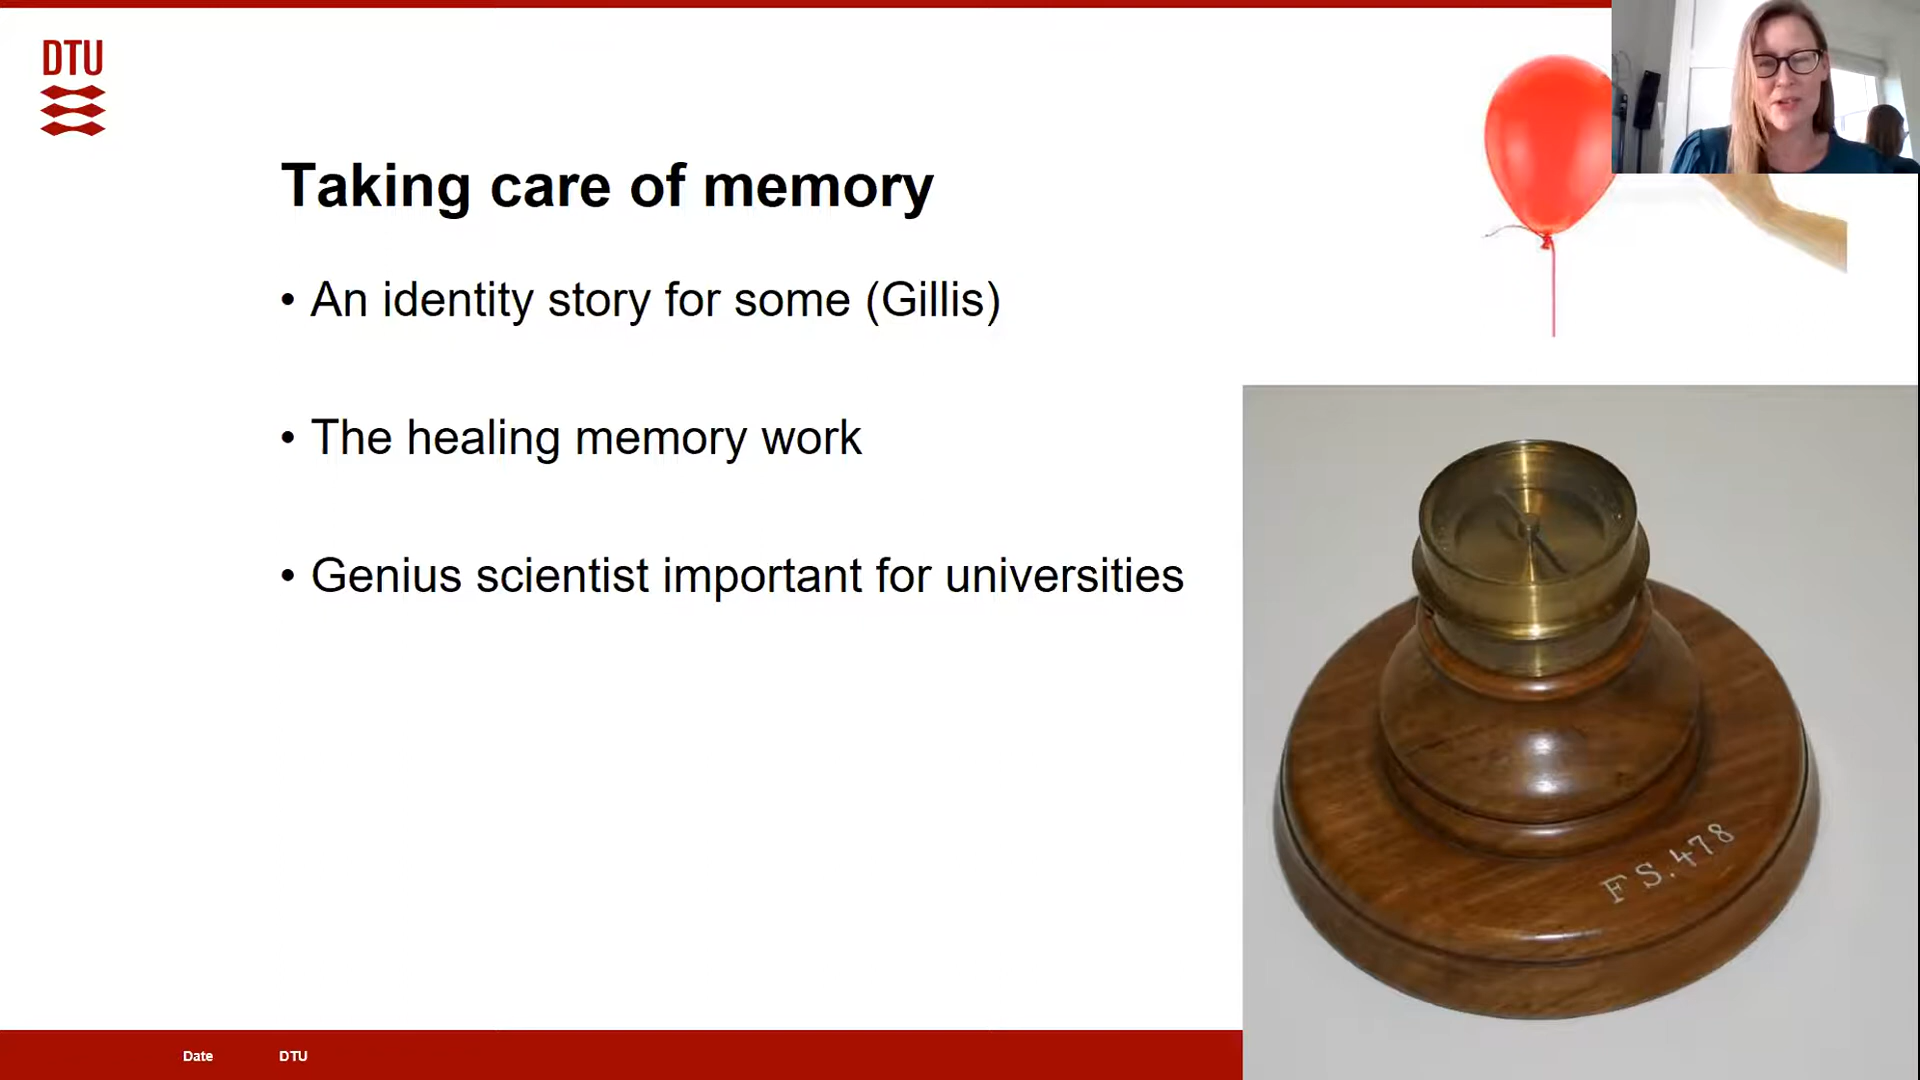 DTU
Taking care of memory
• An identity story for some (Gillis)
• The healing memory work
• Genius scientist important for universities
FS.478
Date DTU